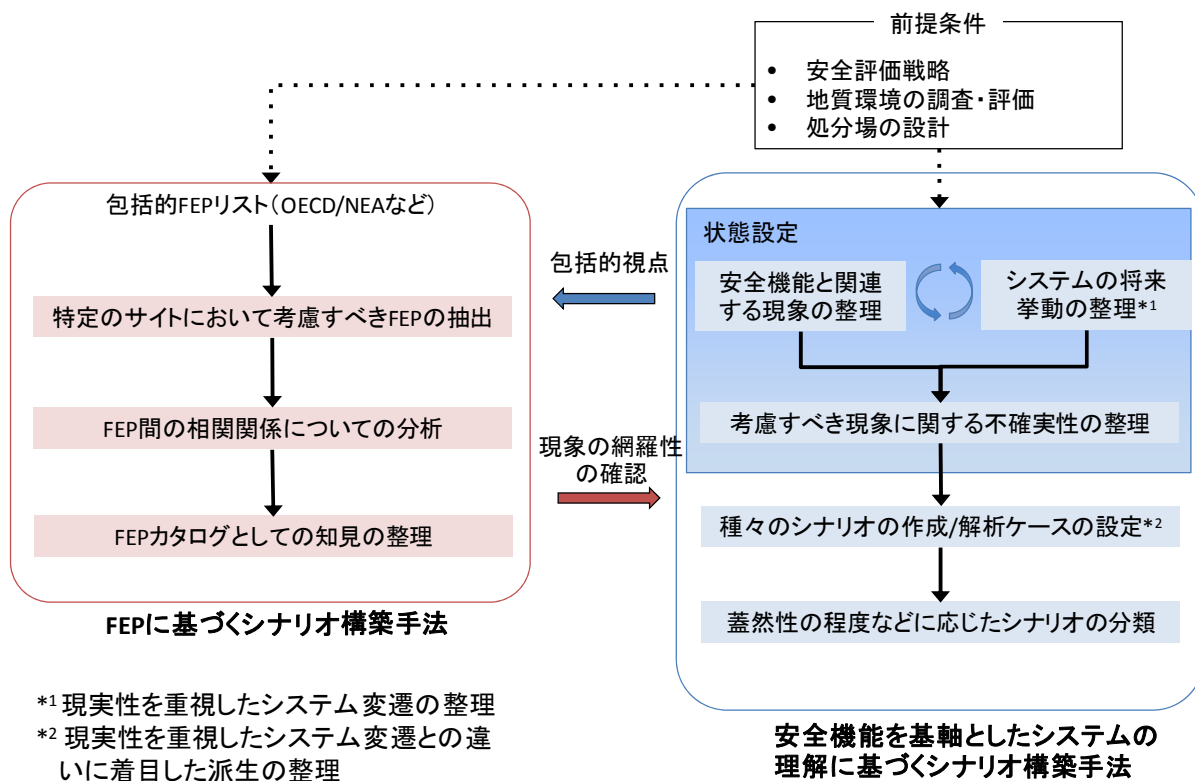 前提条件
• 安全評価戦略
• 地質環境の調査・評価
• 処分場の設計
包括的FEPリスト（OECD/NEAなど）
特定のサイトにおいて考慮すべきFEPの抽出
FEP間の相関関係についての分析
FEPカタログとしての知見の整理
FEPに基づくシナリオ構築手法
包括的視点
現象の網羅性
の確認
状態設定
安全機能と関連
する現象の整理
システムの将来
挙動の整理*1
考慮すべき現象に関する不確実性の整理
種々のシナリオの作成/解析ケースの設定*2
蓋然性の程度などに応じたシナリオの分類
安全機能を基軸としたシステムの
理解に基づくシナリオ構築手法
*1 現実性を重視したシステム変遷の整理
*2 現実性を重視したシステム変遷との違
いに着目した派生の整理